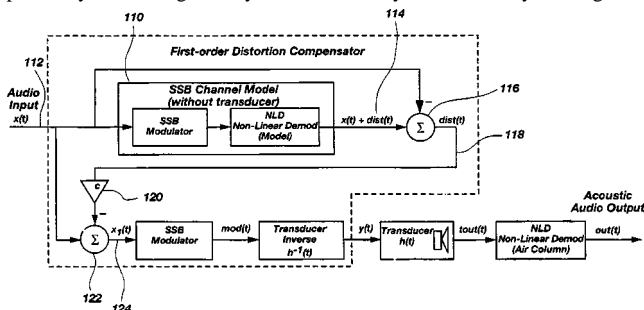 110
114
First-order Distortion Compensator
112
SSB Channel Model
(without transducer)
Audio
Input
x(t)
SSB
Modulator
NLD
Non-Linear Demod
(Model)
x(t) + dist(t)
–
Σ
116
dist(t)
118
c
120
–
Σ
122
x₁(t)
124
SSB
Modulator
mod(t)
Transducer
Inverse
h⁻¹(t)
y(t)
Transducer
h(t)
tout(t)
NLD
Non-Linear Demod
(Air Column)
Acoustic
Audio Output
out(t)